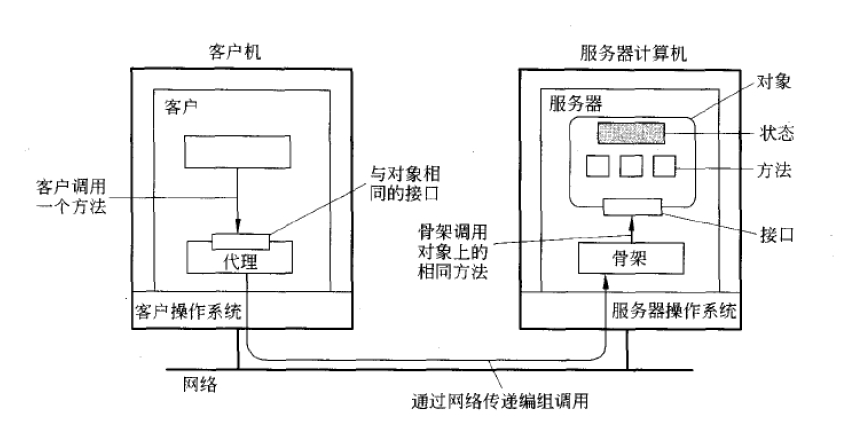 客户机
服务器计算机
客户
服务器
对象
状态
方法
客户调用
一个方法
与对象相
同的接口
骨架调用
对象上的
相同方法
接口
代理
骨架
客户操作系统
服务器操作系统
网络
通过网络传递编组调用